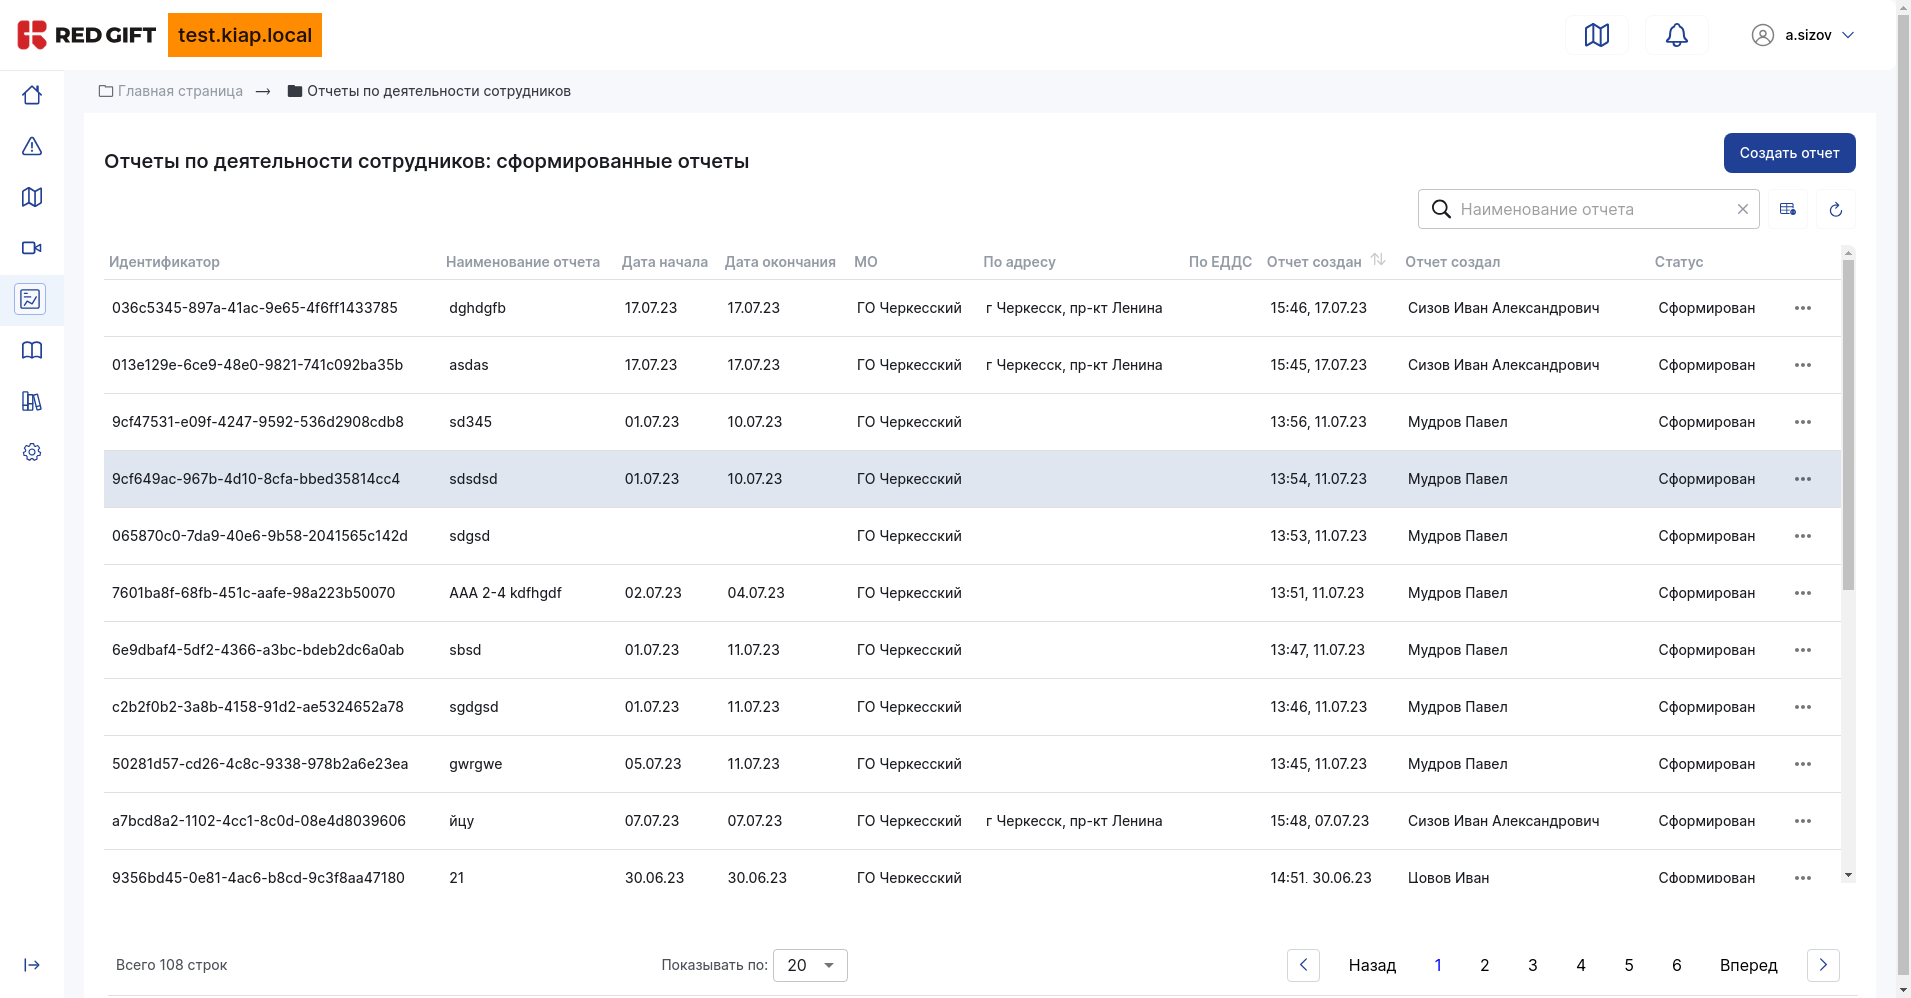 RED GIFT test.kiap.local a.sizov
Главная страница → Отчеты по деятельности сотрудников
Отчеты по деятельности сотрудников: сформированные отчеты Создать отчет
Наименование отчета
Идентификатор Наименование отчета Дата начала Дата окончания МО По адресу По ЕДДС Отчет создан Отчет создал Статус
036c5345-897a-41ac-9e65-4f6ff1433785 dghdgfb 17.07.23 17.07.23 ГО Черкесский г Черкесск, пр-кт Ленина 15:46, 17.07.23 Сизов Иван Александрович Сформирован
013e129e-6ce9-48e0-9821-741c092ba35b asdas 17.07.23 17.07.23 ГО Черкесский г Черкесск, пр-кт Ленина 15:45, 17.07.23 Сизов Иван Александрович Сформирован
9cf47531-e09f-4247-9592-536d2908cdb8 sd345 01.07.23 10.07.23 ГО Черкесский 13:56, 11.07.23 Мудров Павел Сформирован
9cf649ac-967b-4d10-8cfa-bbed35814cc4 sdsdsd 01.07.23 10.07.23 ГО Черкесский 13:54, 11.07.23 Мудров Павел Сформирован
065870c0-7da9-40e6-9b58-2041565c142d sdgsd ГО Черкесский 13:53, 11.07.23 Мудров Павел Сформирован
7601ba8f-68fb-451c-aafe-98a223b50070 AAA 2-4 kdfhgdf 02.07.23 04.07.23 ГО Черкесский 13:51, 11.07.23 Мудров Павел Сформирован
6e9dbaf4-5df2-4366-a3bc-bdeb2dc6a0ab sbsd 01.07.23 11.07.23 ГО Черкесский 13:47, 11.07.23 Мудров Павел Сформирован
c2b2f0b2-3a8b-4158-91d2-ae5324652a78 sgdgsd 01.07.23 11.07.23 ГО Черкесский 13:46, 11.07.23 Мудров Павел Сформирован
50281d57-cd26-4c8c-9338-978b2a6e23ea gwrgwe 05.07.23 11.07.23 ГО Черкесский 13:45, 11.07.23 Мудров Павел Сформирован
a7bcd8a2-1102-4cc1-8c0d-08e4d8039606 йцу 07.07.23 07.07.23 ГО Черкесский г Черкесск, пр-кт Ленина 15:48, 07.07.23 Сизов Иван Александрович Сформирован
9356bd45-0e81-4ac6-b8cd-9c3f8aa47180 21 30.06.23 30.06.23 ГО Черкесский 14:51, 30.06.23 Цовов Иван Сформирован
Всего 108 строк Показывать по: 20 Назад 1 2 3 4 5 6 Вперед